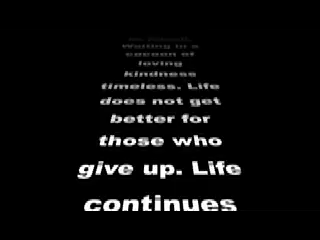 Waiting in a
cocoon of
loving
kindness
timeless. Life
does not get
better for
those who
give up. Life
continues